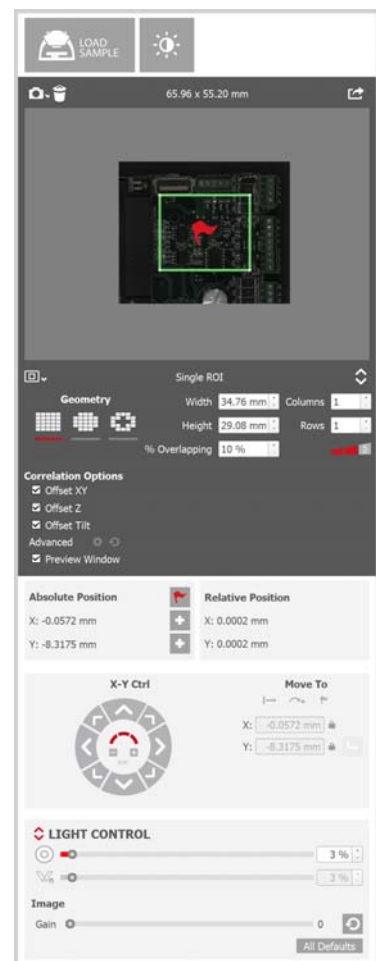 LOAD
SAMPLE
65.96 x 55.20 mm
Single ROI
Geometry
Width 34.76 mm Columns 1
Height 29.08 mm Rows 1
% Overlapping 10 %
Correlation Options
Offset XY
Offset Z
Offset Tilt
Advanced
Preview Window
Absolute Position
X: -0.0572 mm
Y: -8.3175 mm
Relative Position
X: 0.0002 mm
Y: 0.0002 mm
X-Y Ctrl
Move To
X: -0.0572 mm
Y: -8.3175 mm
LIGHT CONTROL
3 %
3 %
Image
Gain 0
All Defaults